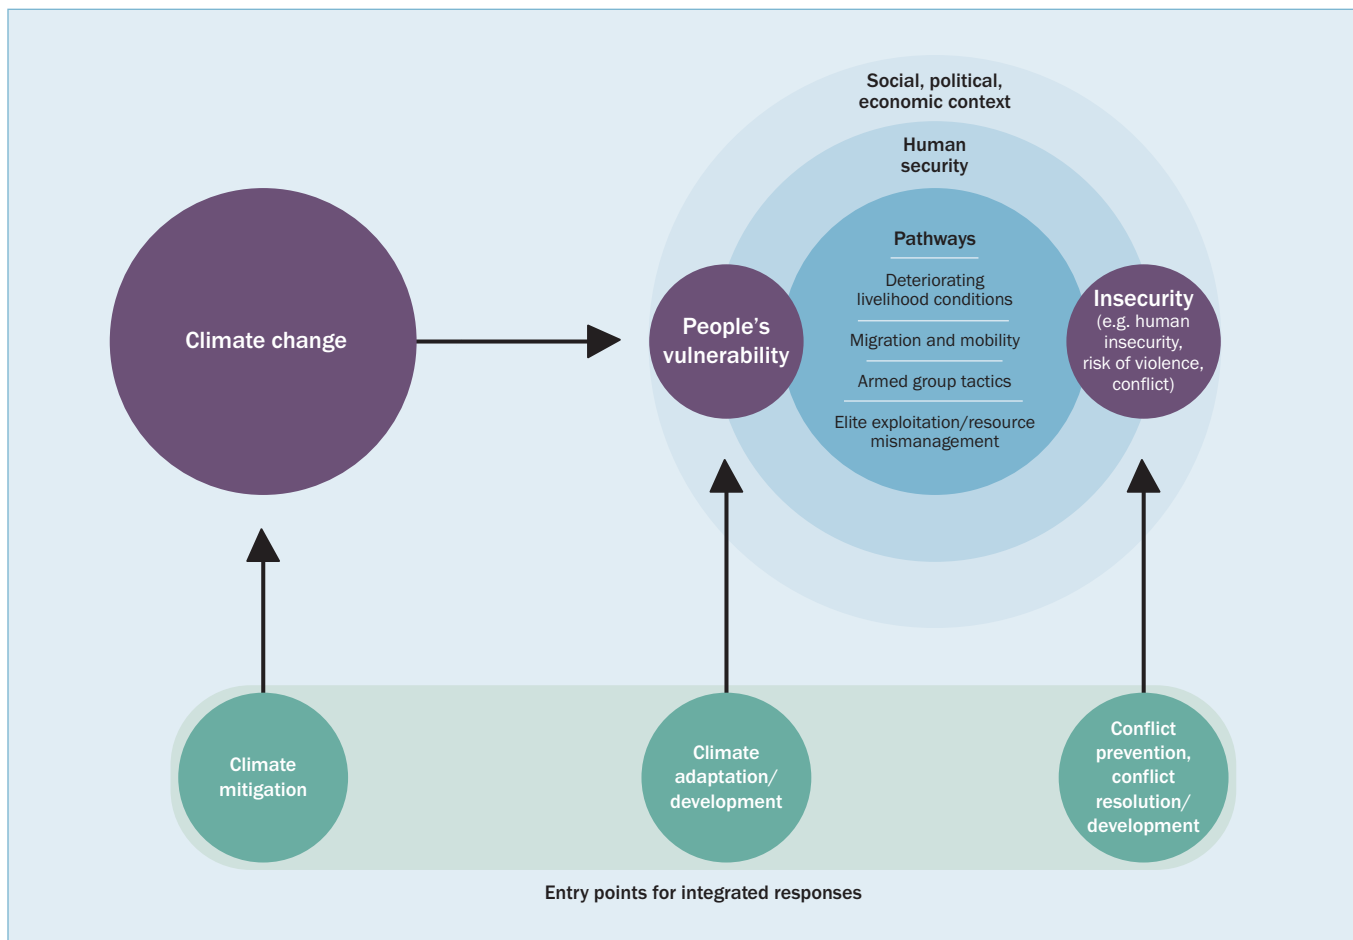 Social, political,
economic context
Human
security
Pathways
Deteriorating
livelihood conditions
Migration and mobility
Armed group tactics
Elite exploitation/resource
mismanagement
Climate change
People’s
vulnerability
Insecurity
(e.g. human
insecurity,
risk of violence,
conflict)
Climate
mitigation
Climate
adaptation/
development
Conflict
prevention,
conflict
resolution/
development
Entry points for integrated responses